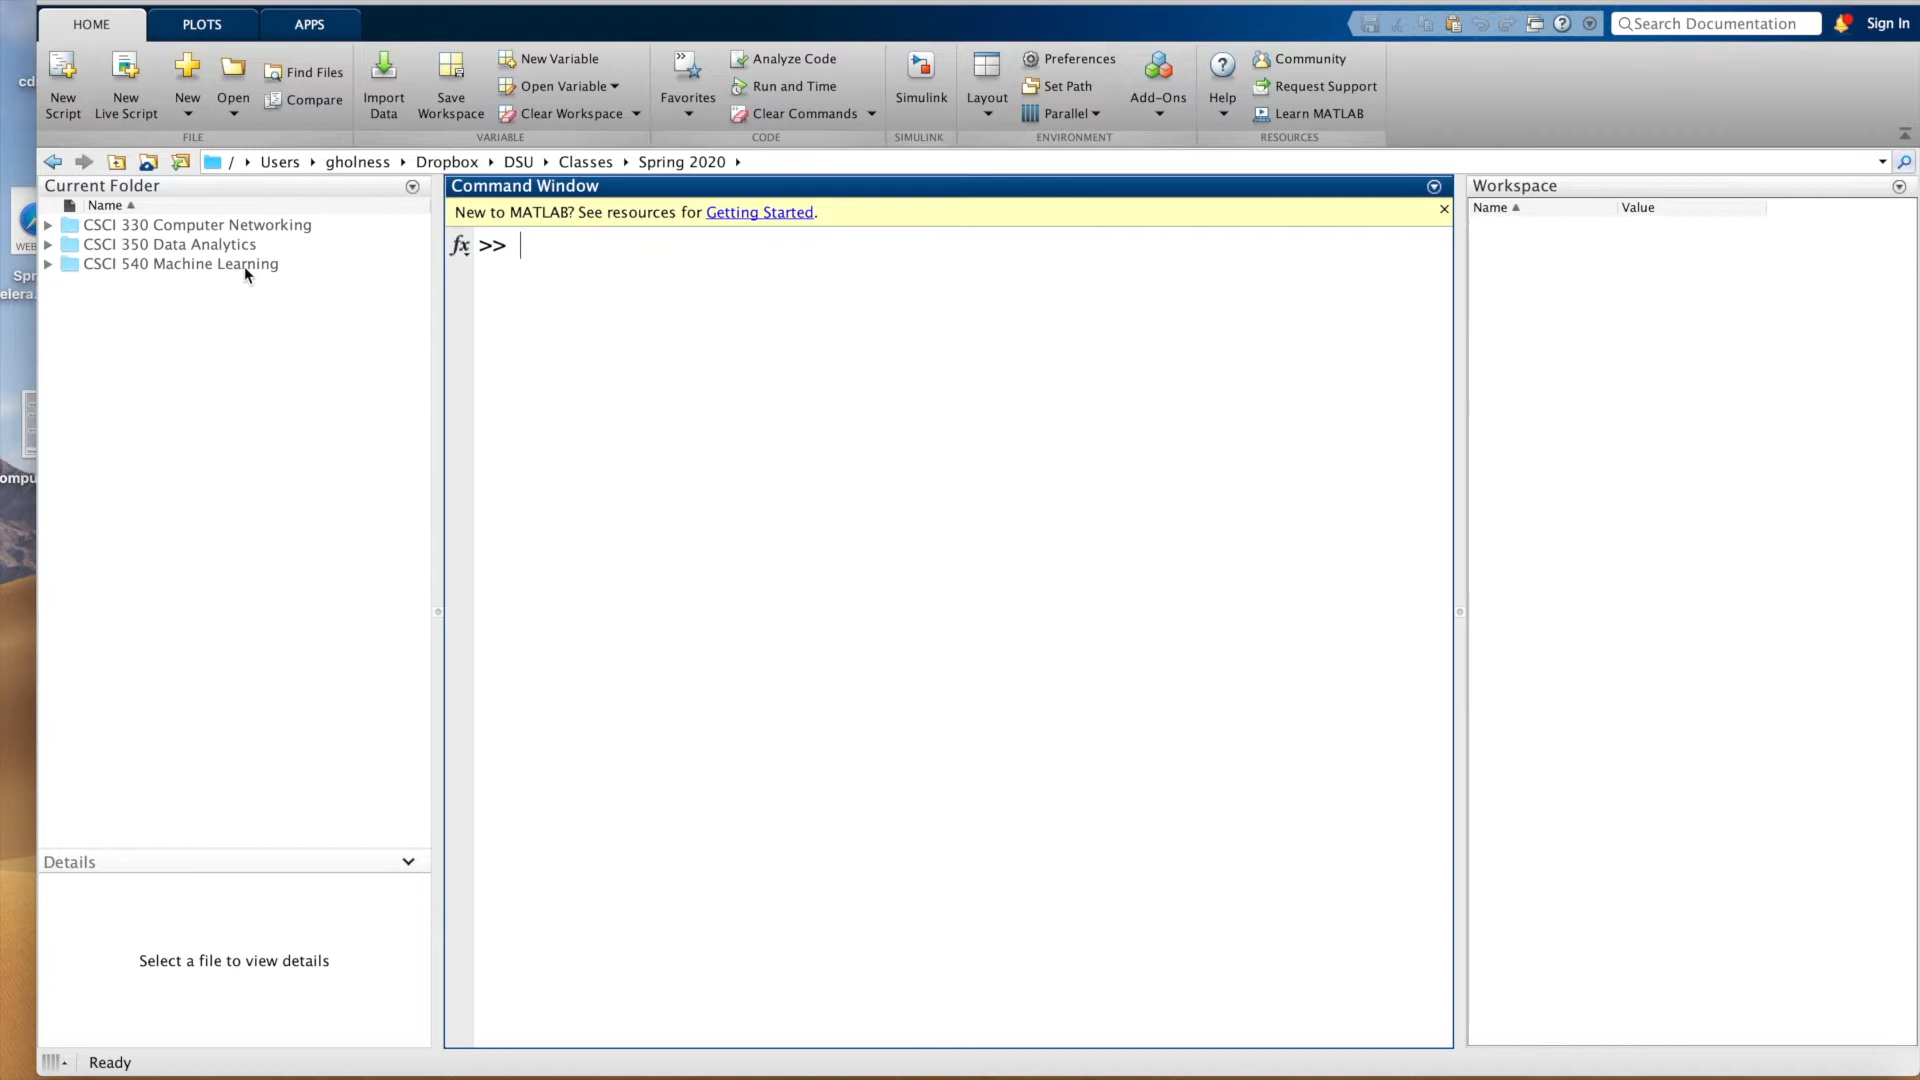 HOME PLOTS APPS
Search Documentation Sign In
New Script
New Live Script
New
Open
Find Files
Compare
FILE
Import Data
Save Workspace
New Variable
Open Variable
Clear Workspace
VARIABLE
Favorites
Analyze Code
Run and Time
Clear Commands
CODE
Simulink
SIMULINK
Layout
Preferences
Set Path
Parallel
Add-Ons
ENVIRONMENT
Help
Community
Request Support
Learn MATLAB
RESOURCES
/ Users gholness Dropbox DSU Classes Spring 2020
Current Folder
Name
CSCI 330 Computer Networking
CSCI 350 Data Analytics
CSCI 540 Machine Learning
Details
Select a file to view details
Command Window
New to MATLAB? See resources for Getting Started.
fx >>
Workspace
Name Value
Ready